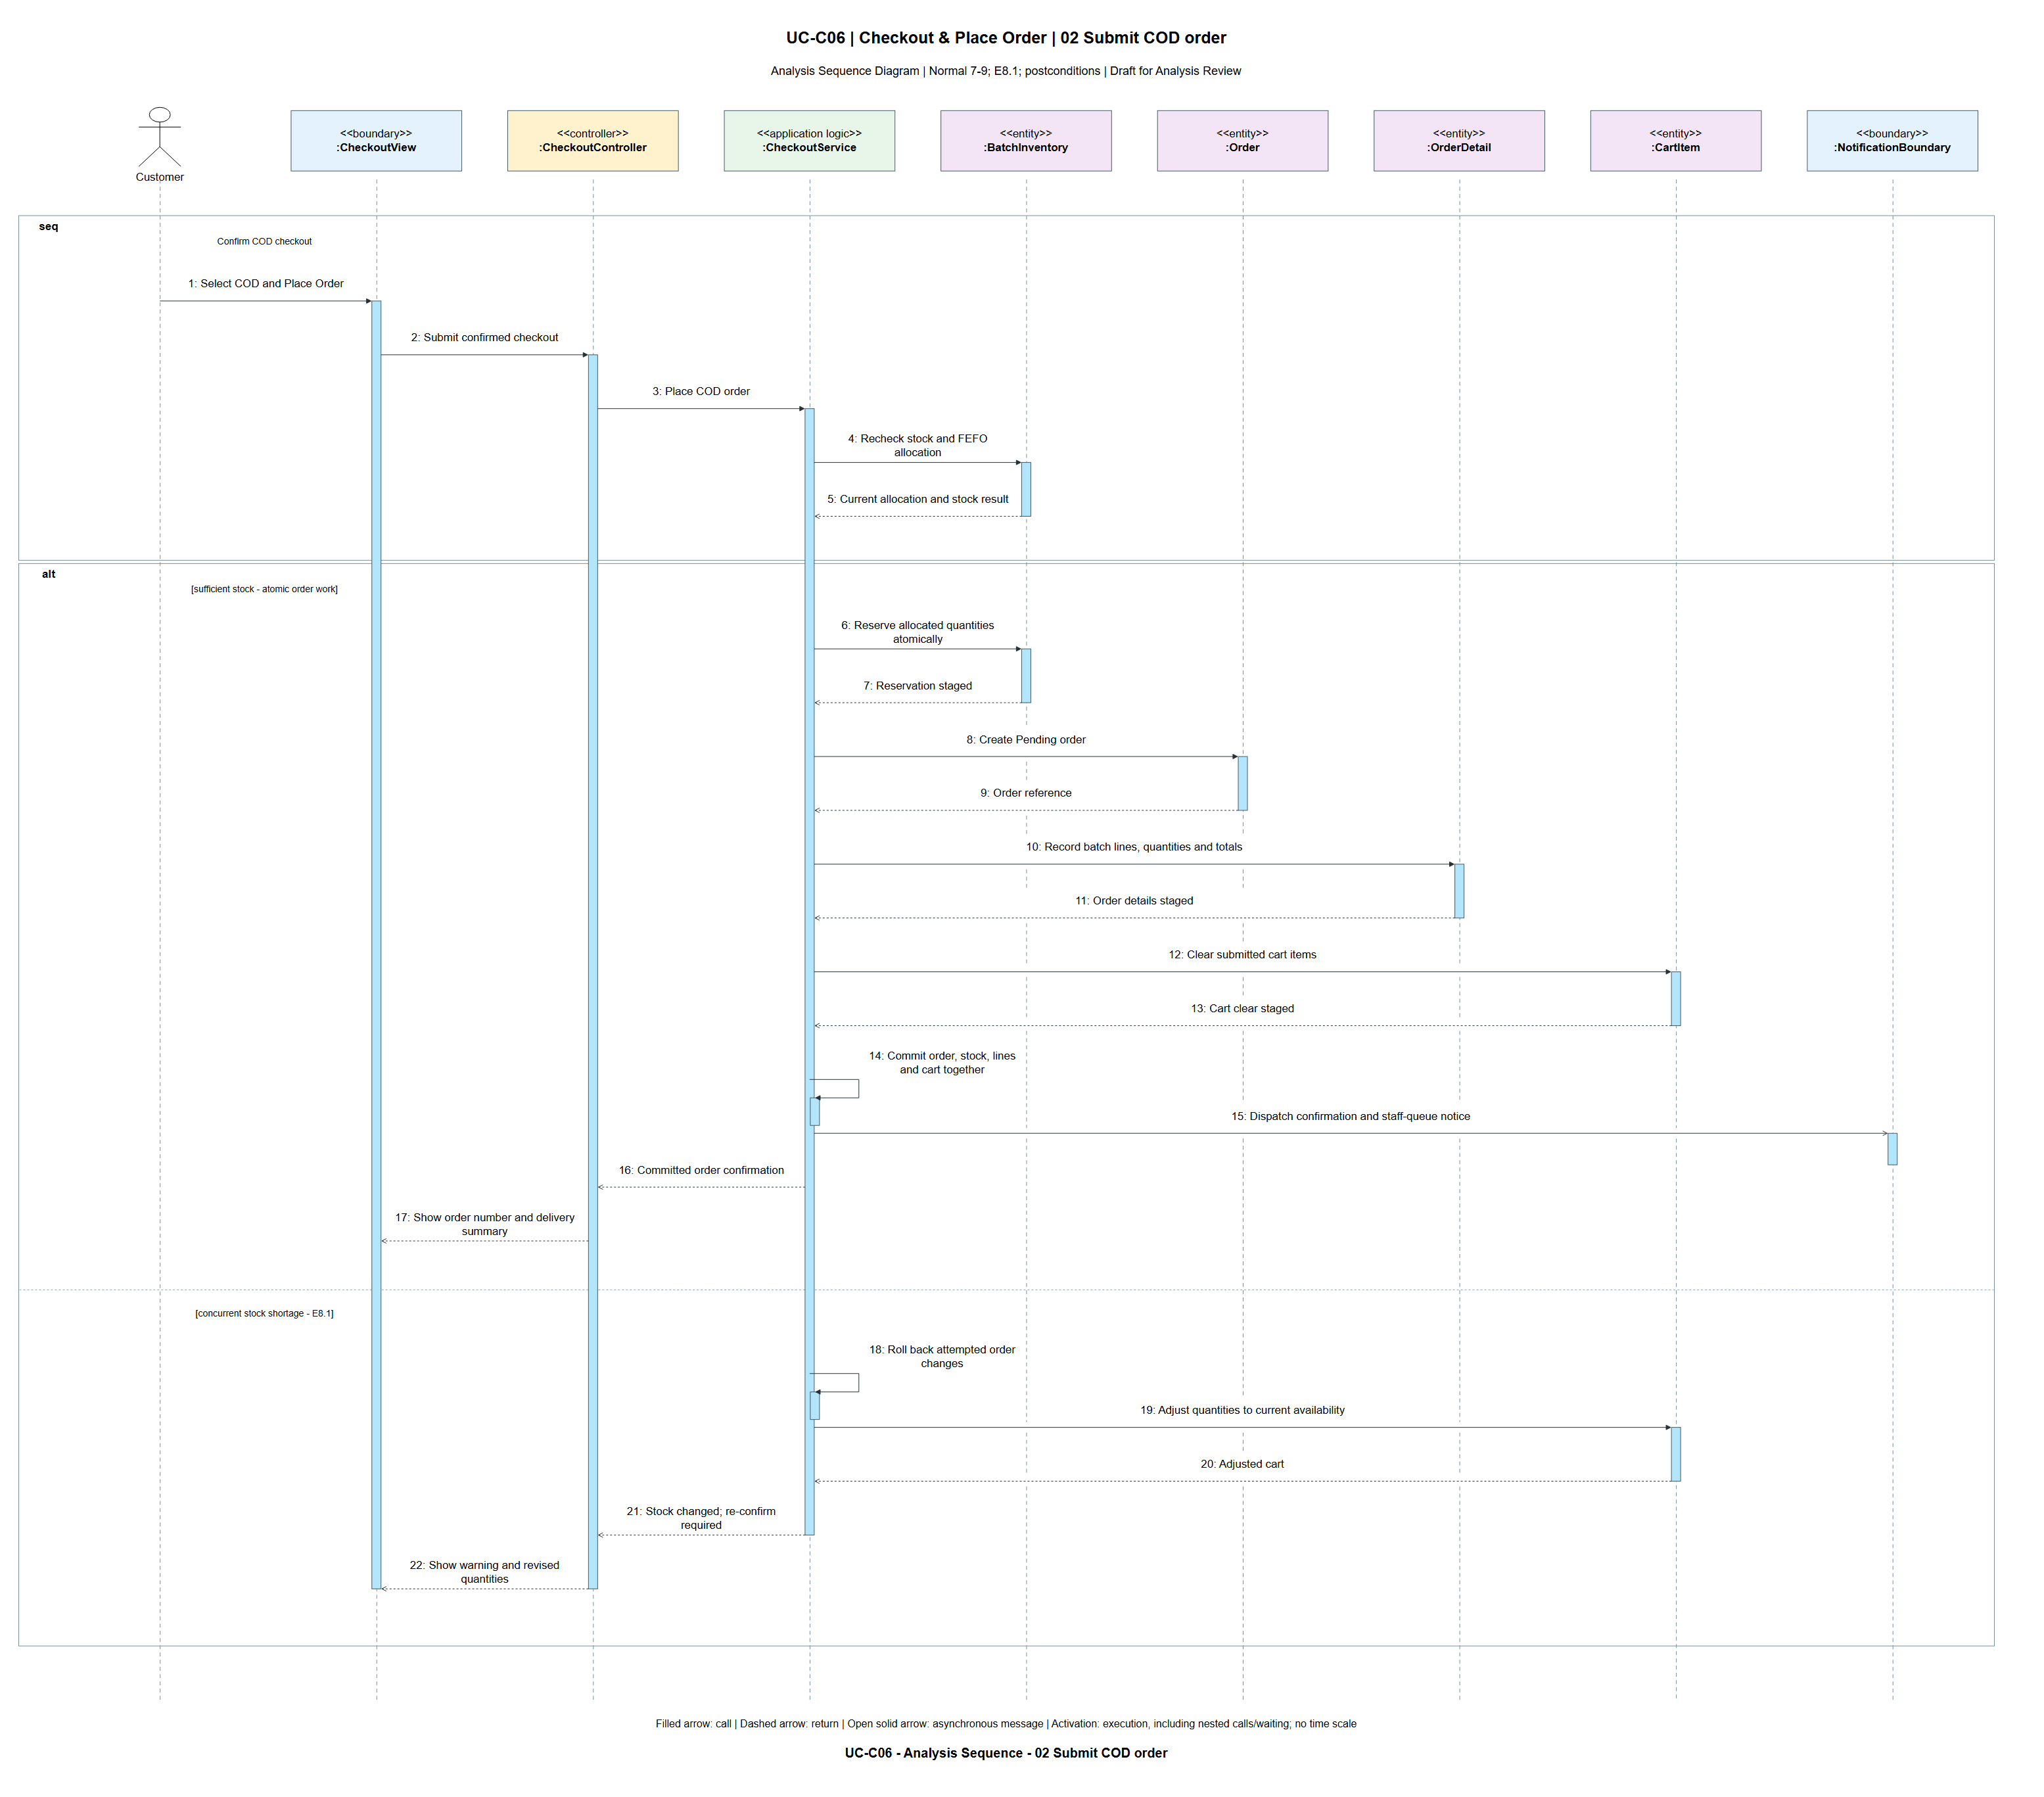 UC-C06 | Checkout & Place Order | 02 Submit COD order
Analysis Sequence Diagram | Normal 7-9; E8.1; postconditions | Draft for Analysis Review
Customer
<<boundary>>
:CheckoutView
<<controller>>
:CheckoutController
<<application logic>>
:CheckoutService
<<entity>>
:BatchInventory
<<entity>>
:Order
<<entity>>
:OrderDetail
<<entity>>
:CartItem
<<boundary>>
:NotificationBoundary
seq
Confirm COD checkout
1: Select COD and Place Order
2: Submit confirmed checkout
3: Place COD order
4: Recheck stock and FEFO
allocation
5: Current allocation and stock result
alt
[sufficient stock - atomic order work]
6: Reserve allocated quantities
atomically
7: Reservation staged
8: Create Pending order
9: Order reference
10: Record batch lines, quantities and totals
11: Order details staged
12: Clear submitted cart items
13: Cart clear staged
14: Commit order, stock, lines
and cart together
15: Dispatch confirmation and staff-queue notice
16: Committed order confirmation
17: Show order number and delivery
summary
[concurrent stock shortage - E8.1]
18: Roll back attempted order
changes
19: Adjust quantities to current availability
20: Adjusted cart
21: Stock changed; re-confirm
required
22: Show warning and revised
quantities
Filled arrow: call | Dashed arrow: return | Open solid arrow: asynchronous message | Activation: execution, including nested calls/waiting; no time scale
UC-C06 - Analysis Sequence - 02 Submit COD order